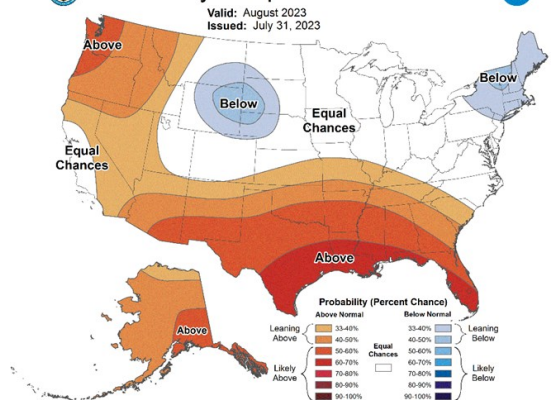 Valid: August 2023
Issued: July 31, 2023
Above
Below
Below
Equal
Chances
Equal
Chances
Above
Above
Probability (Percent Chance)
Above Normal
Below Normal
Leaning
Above
33-40%
40-50%
Likely
Above
50-60%
60-70%
70-80%
80-90%
90-100%
Equal
Chances
33-40%
40-50%
Leaning
Below
50-60%
60-70%
70-80%
80-90%
90-100%
Likely
Below